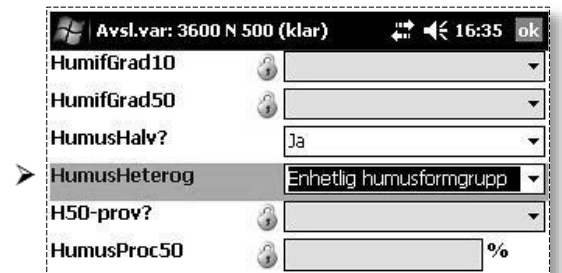 Avsl.var: 3600 N 500 (klar) 16:35 ok
HumifGrad10
HumifGrad50
HumusHalv? Ja
HumusHeterog Enhetlig humusformgrupp
H50-prov?
HumusProc50 %